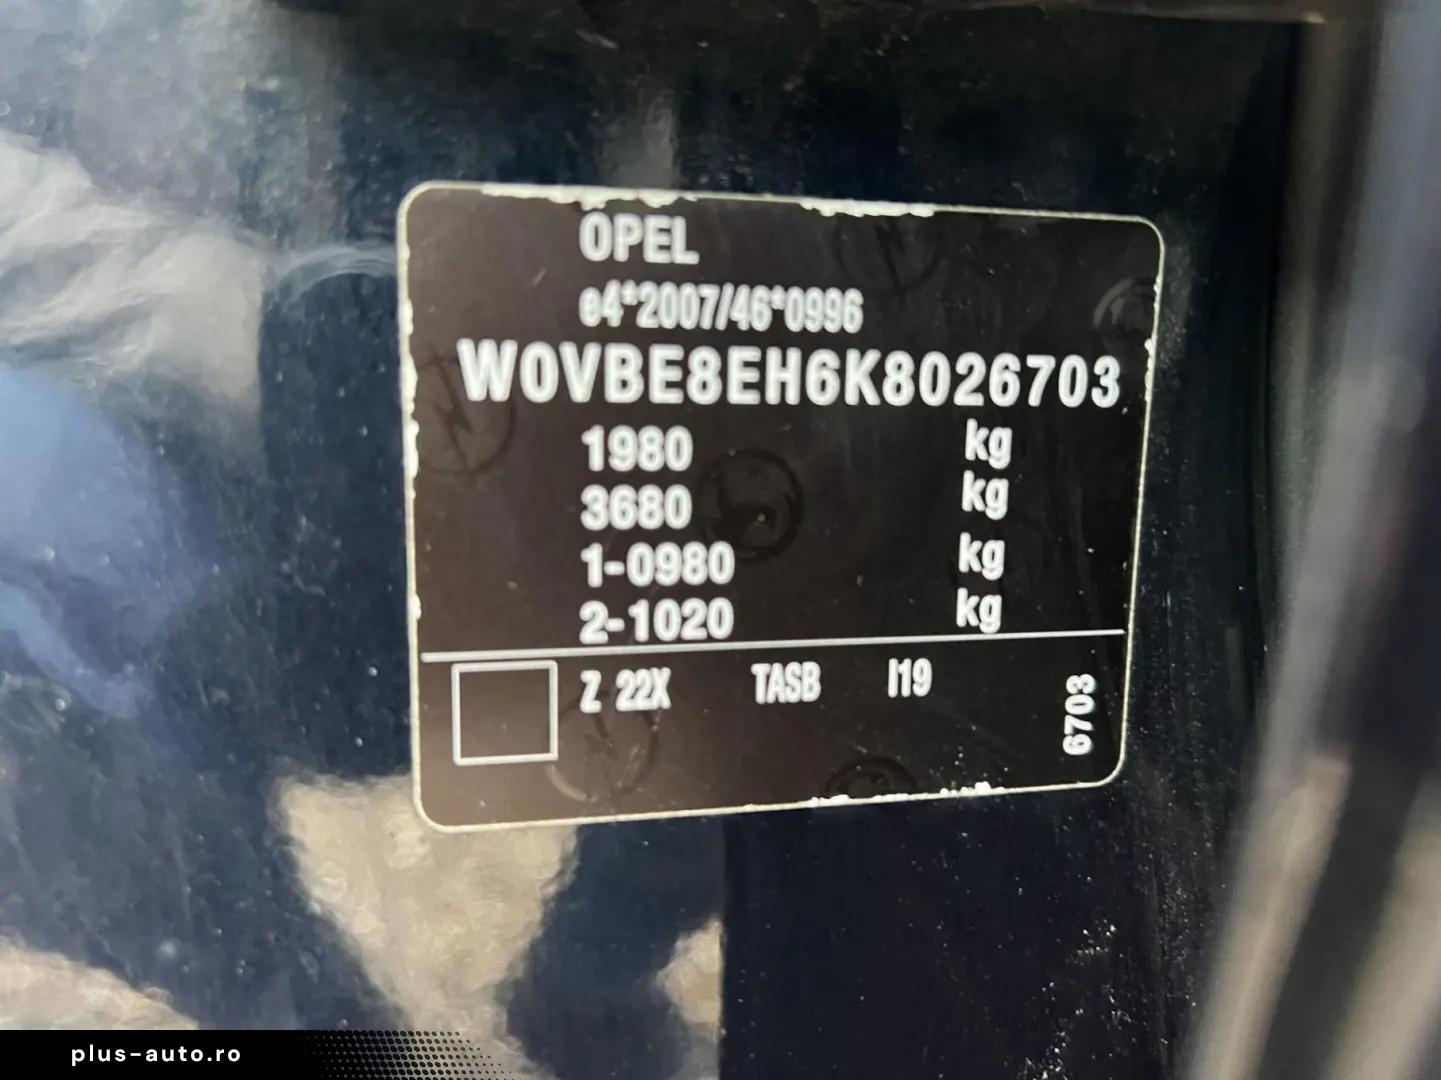 OPEL
e4*2007/46*0996
W0VBE8EH6K8026703
1980 kg
3680 kg
1-0980 kg
2-1020 kg
Z 22X TASB I19
6703
plus-auto.ro